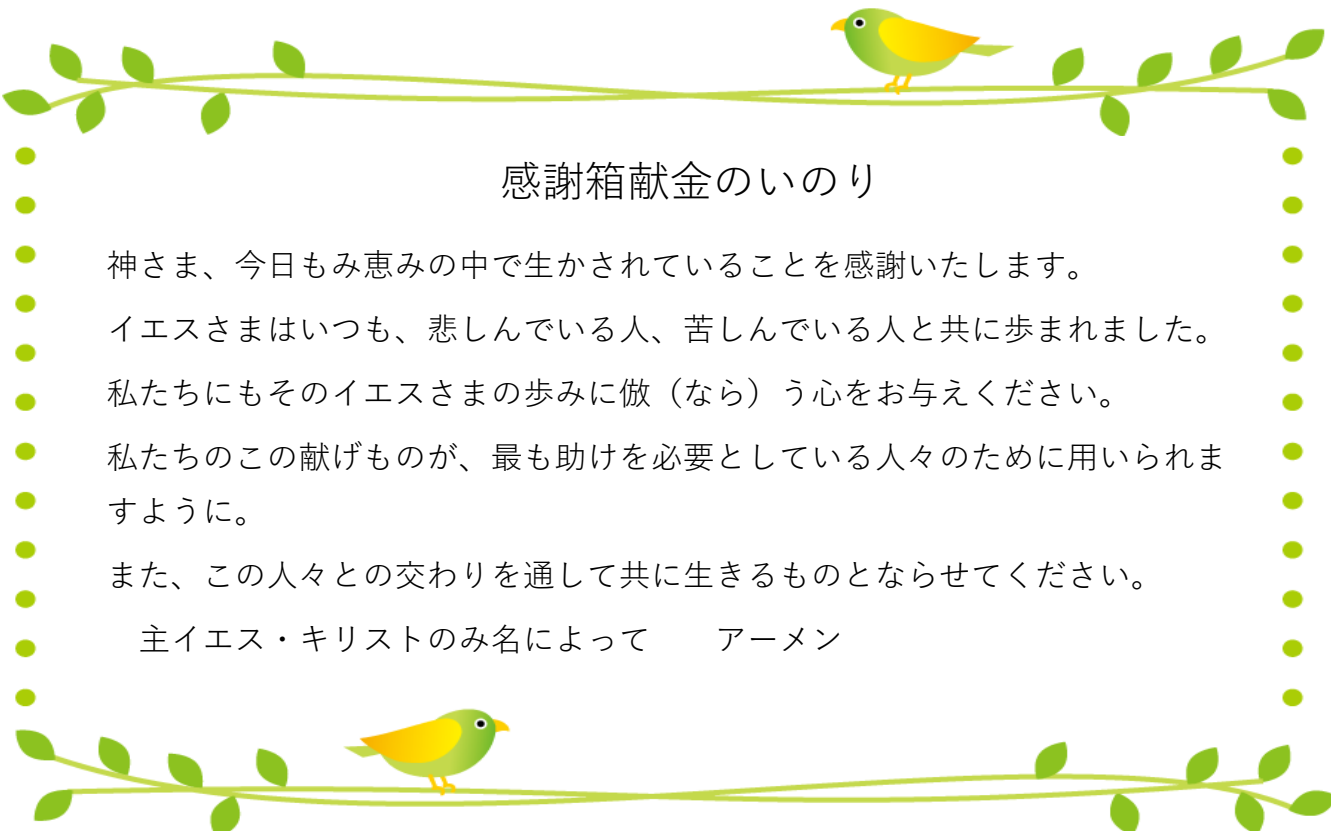 感謝箱献金のいのり
神さま、今日もみ恵みの中で生かされていることを感謝いたします。
イエスさまはいつも、悲しんでいる人、苦しんでいる人と共に歩まれました。
私たちにもそのイエスさまの歩みに倣（なら）う心をお与えください。
私たちのこの献げものが、最も助けを必要としている人々のために用いられま
すように。
また、この人々との交わりを通して共に生きるものとならせてください。
　主イエス・キリストのみ名によって　　アーメン